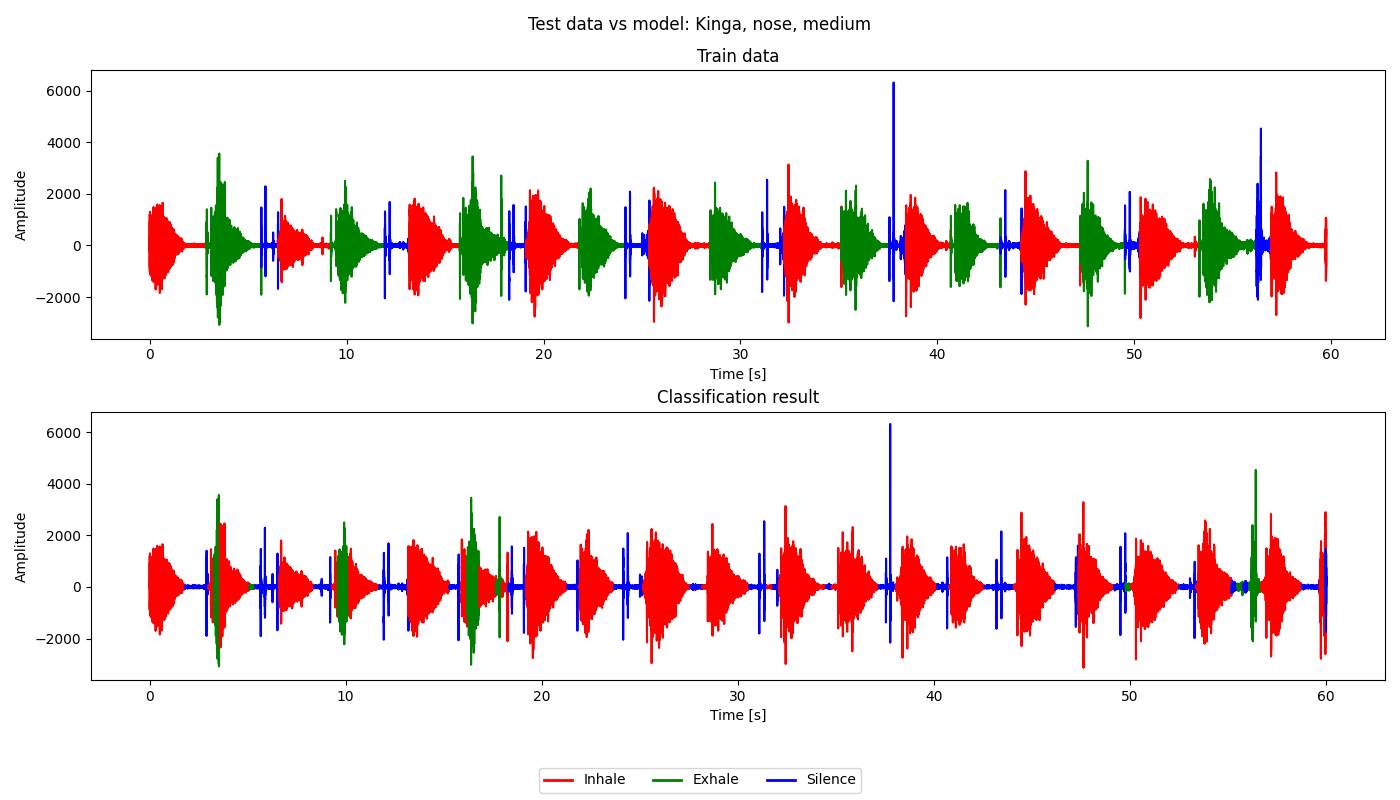 Test data vs model: Kinga, nose, medium
Train data
6000
4000
2000
0
−2000
Amplitude
0 10 20 30 40 50 60
Time [s]
Classification result
6000
4000
2000
0
−2000
Amplitude
0 10 20 30 40 50 60
Time [s]
Inhale Exhale Silence